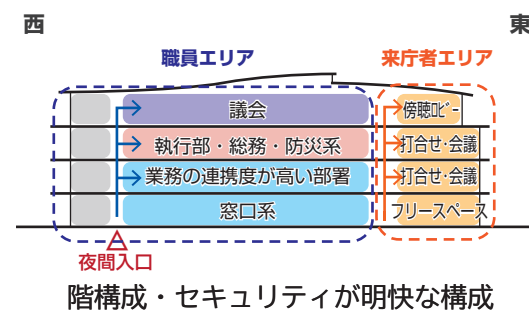 西
東
職員エリア
来庁者エリア
議会
傍聴ロビー
執行部・総務・防災系
打合せ・会議
業務の連携度が高い部署
打合せ・会議
窓口系
フリースペース
夜間入口
階構成・セキュリティが明快な構成